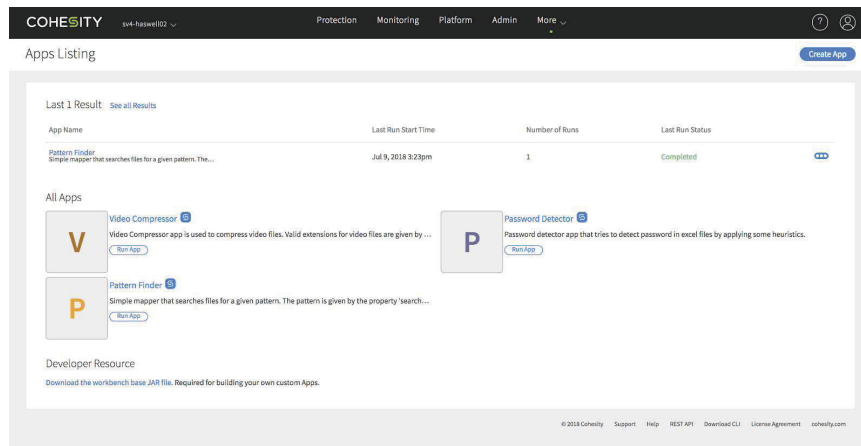 COHESITY sv4-haswell02 Protection Monitoring Platform Admin More ?
Apps Listing Create App
Last 1 Result See all Results
App Name Last Run Start Time Number of Runs Last Run Status
Pattern Finder
Simple mapper that searches files for a given pattern. The... Jul 9, 2018 3:23pm 1 Completed
All Apps
V Video Compressor
Video Compressor app is used to compress video files. Valid extensions for video files are given by ...
Run App
P Password Detector
Password detector app that tries to detect password in excel files by applying some heuristics.
Run App
P Pattern Finder
Simple mapper that searches files for a given pattern. The pattern is given by the property 'search...
Run App
Developer Resource
Download the workbench base JAR file. Required for building your own custom Apps.
© 2018 Cohesity Support Help REST API Download CLI License Agreement cohesity.com